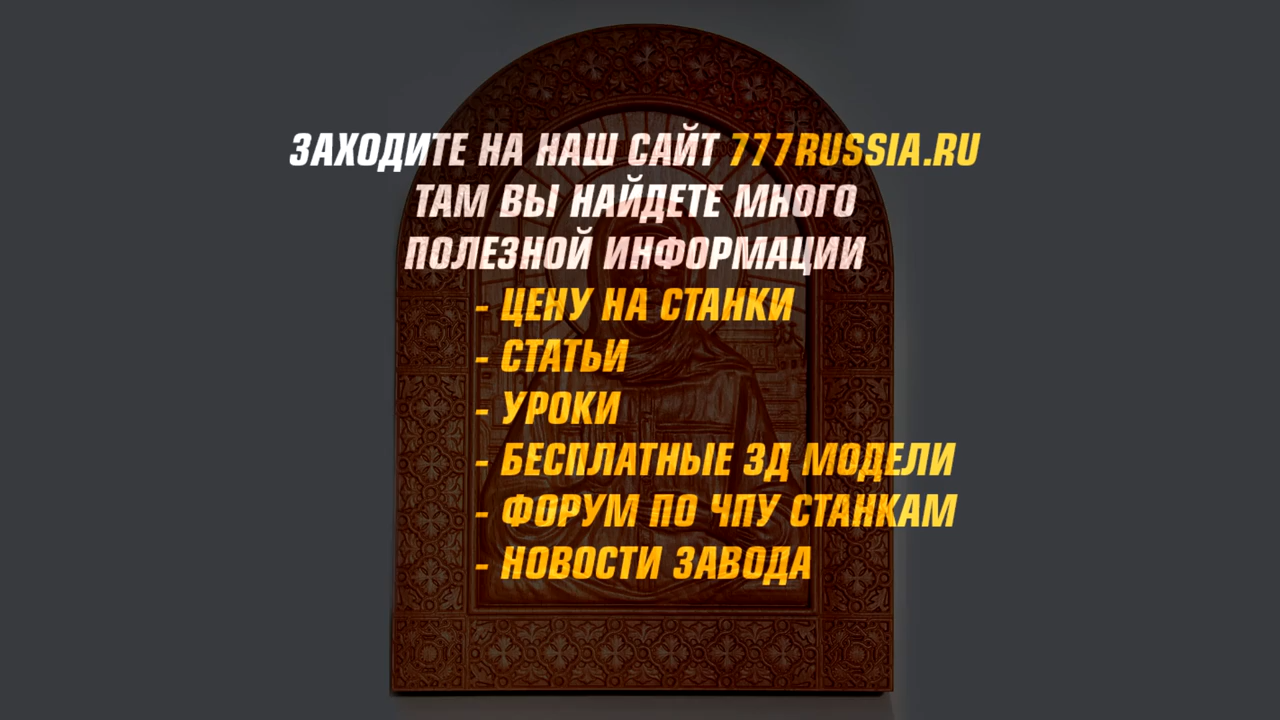 ЗАХОДИТЕ НА НАШ САЙТ 777RUSSIA.RU
ТАМ ВЫ НАЙДЕТЕ МНОГО
ПОЛЕЗНОЙ ИНФОРМАЦИИ
- ЦЕНУ НА СТАНКИ
- СТАТЬИ
- УРОКИ
- БЕСПЛАТНЫЕ 3Д МОДЕЛИ
- ФОРУМ ПО ЧПУ СТАНКАМ
- НОВОСТИ ЗАВОДА